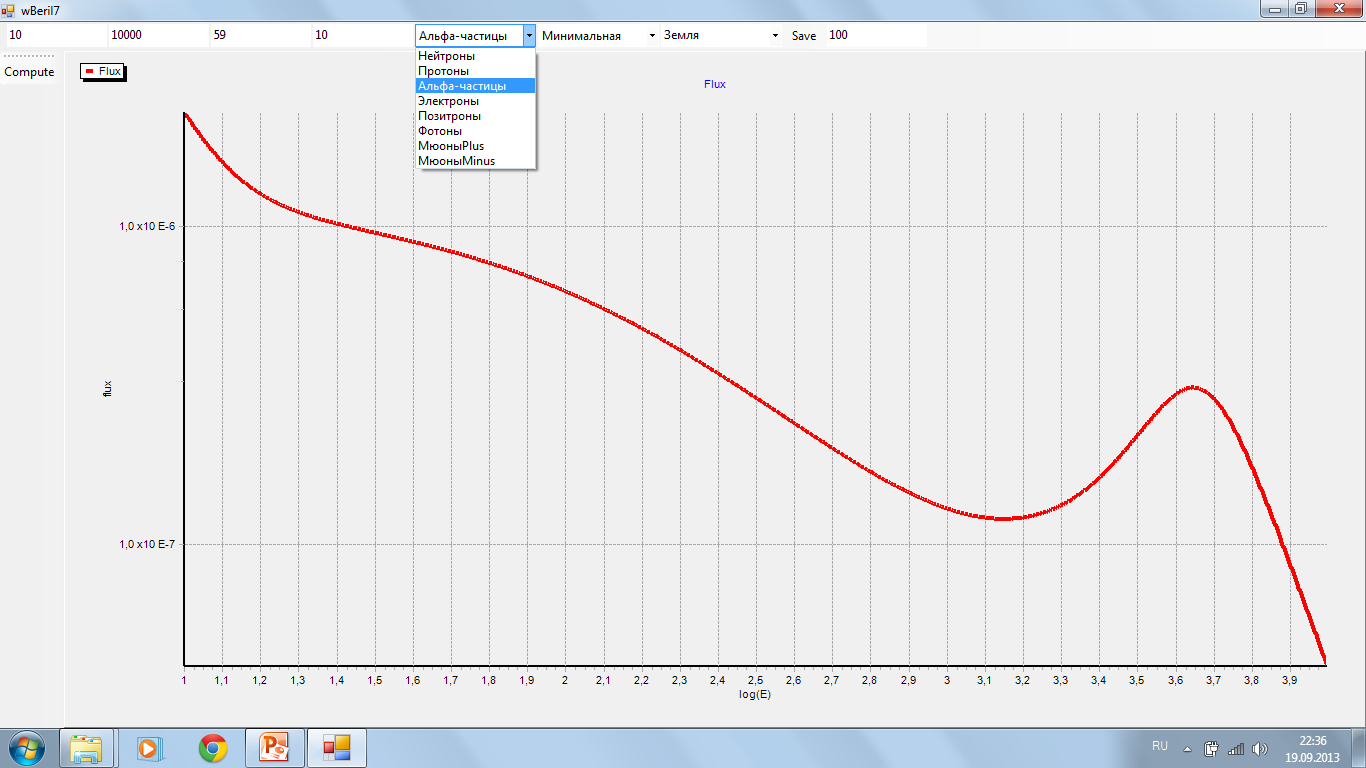 wBeril7
10 10000 59 10 Альфа-частицы Минимальная Земля Save 100
Нейтроны
Протоны
Альфа-частицы
Электроны
Позитроны
Фотоны
МюоныPlus
МюоныMinus
Compute
Flux
Flux
1,0 x10 E-6
flux
1,0 x10 E-7
1 1,1 1,2 1,3 1,4 1,5 1,6 1,7 1,8 1,9 2 2,1 2,2 2,3 2,4 2,5 2,6 2,7 2,8 2,9 3 3,1 3,2 3,3 3,4 3,5 3,6 3,7 3,8 3,9
log(E)
RU
22:36
19.09.2013